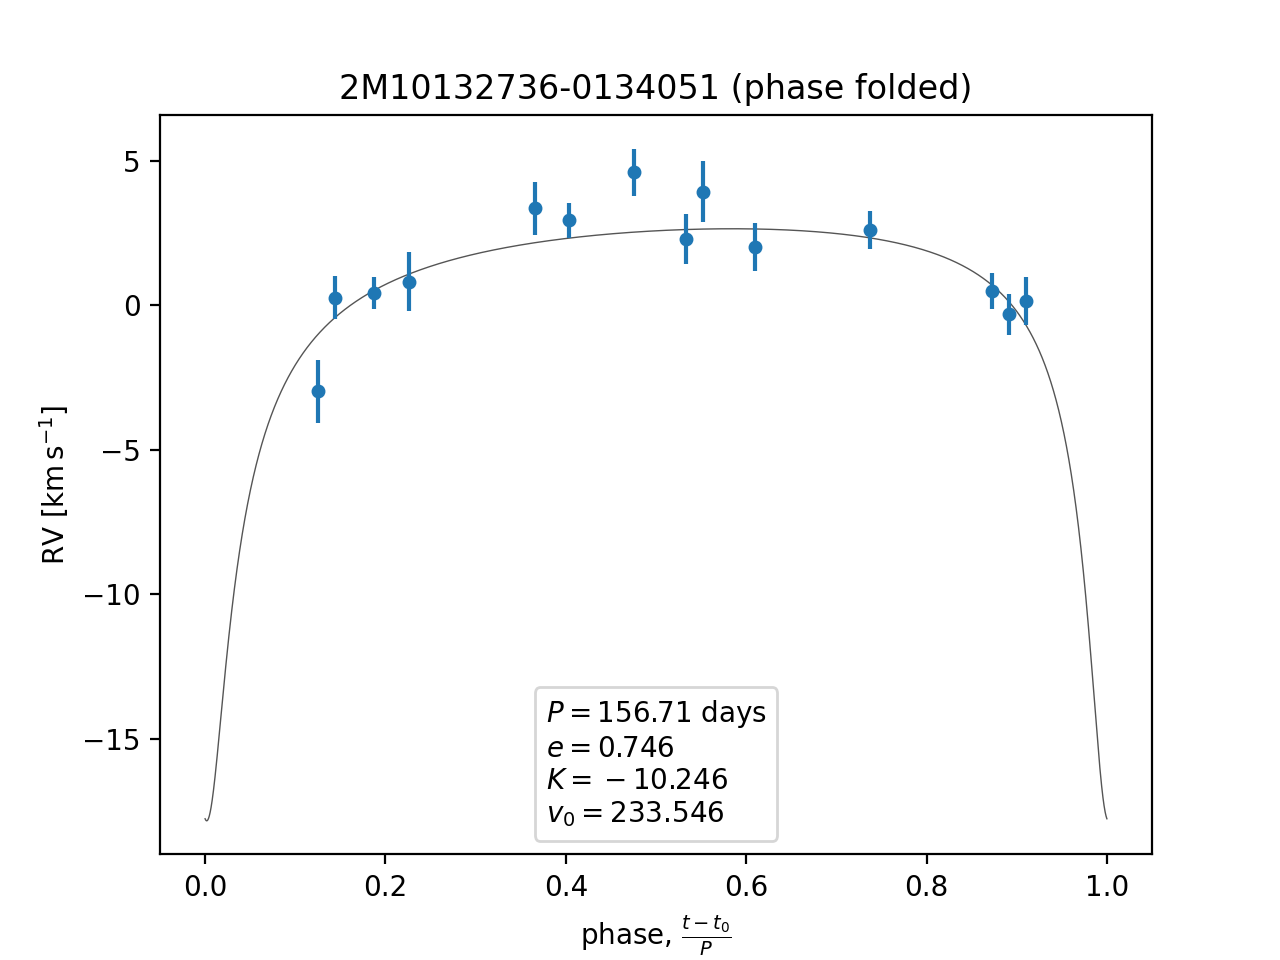 2M10132736-0134051 (phase folded)
5
0
−5
−10
−15
RV [km s⁻¹]
P = 156.71 days
e = 0.746
K = −10.246
v₀ = 233.546
0.0 0.2 0.4 0.6 0.8 1.0
phase, (t − t₀)/P